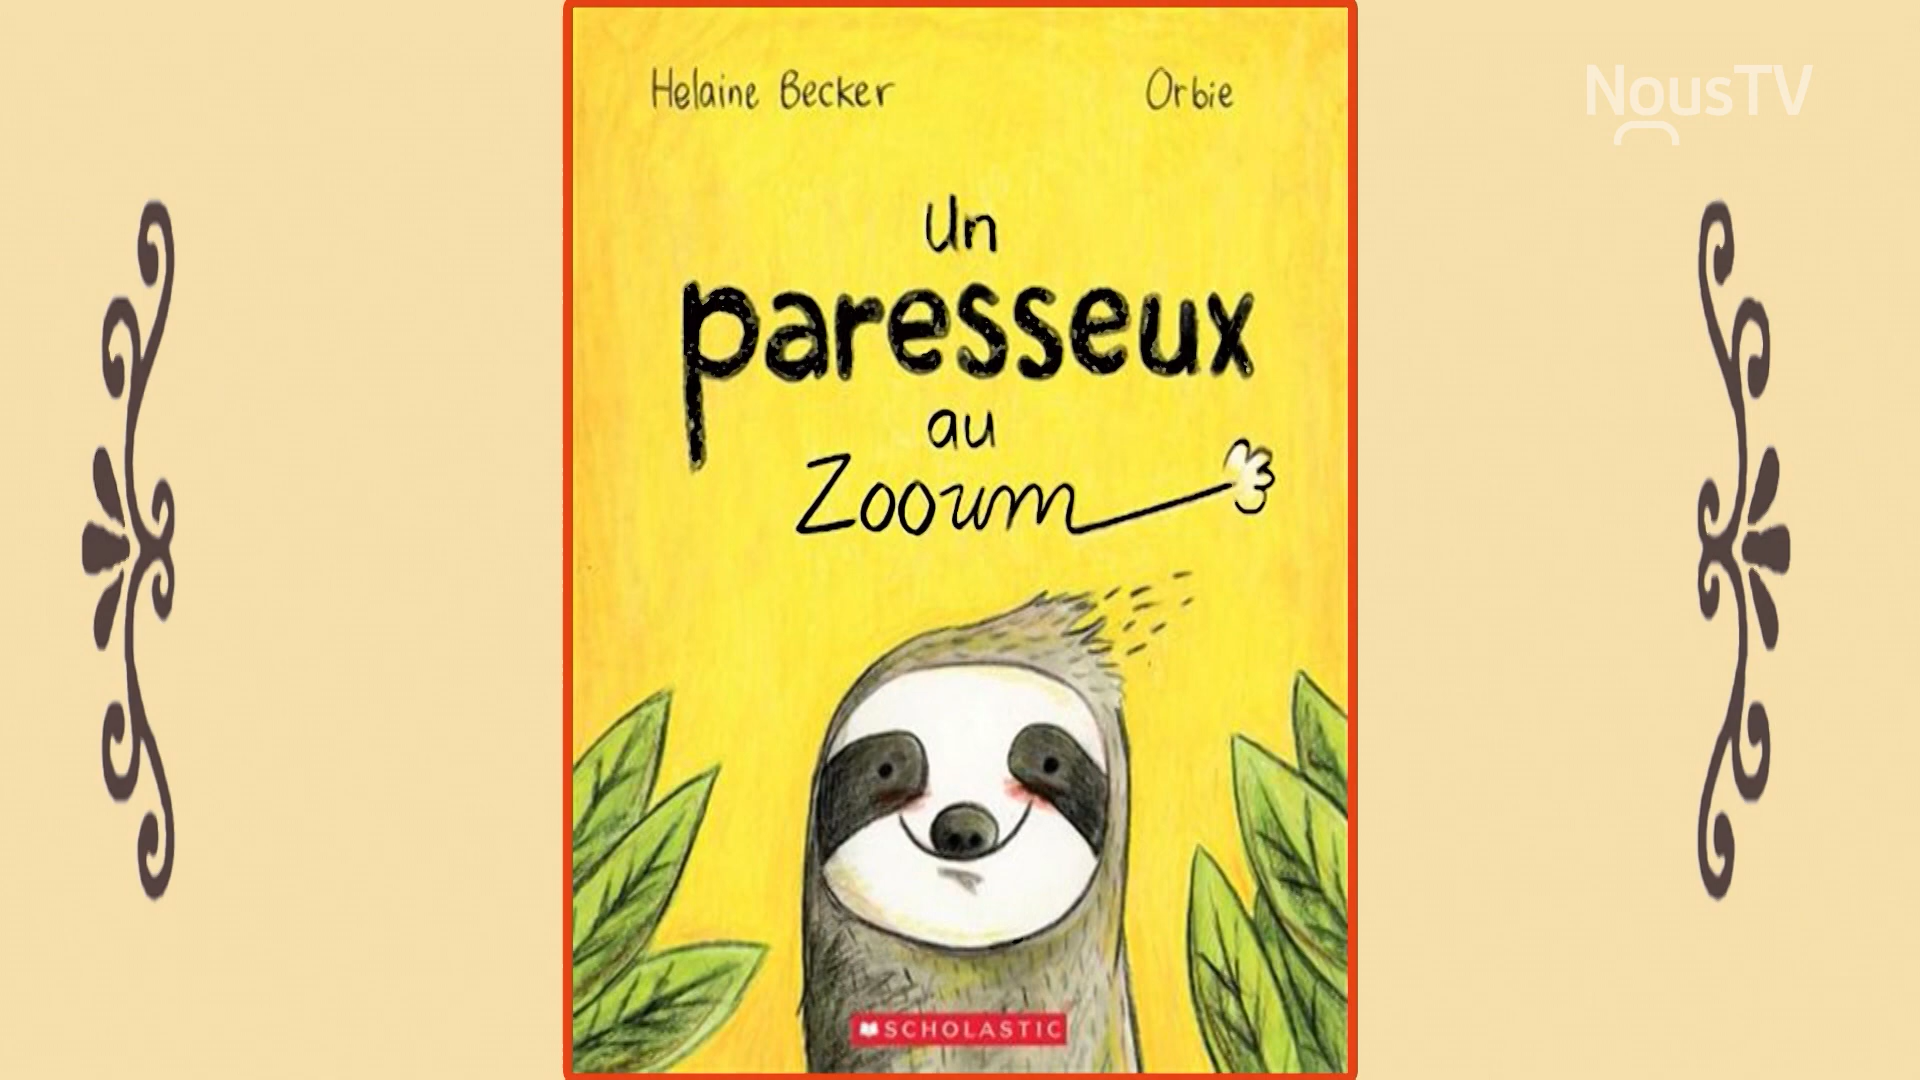 NousTV
Helaine Becker
Orbie
Un
paresseux
au
Zooum
SCHOLASTIC